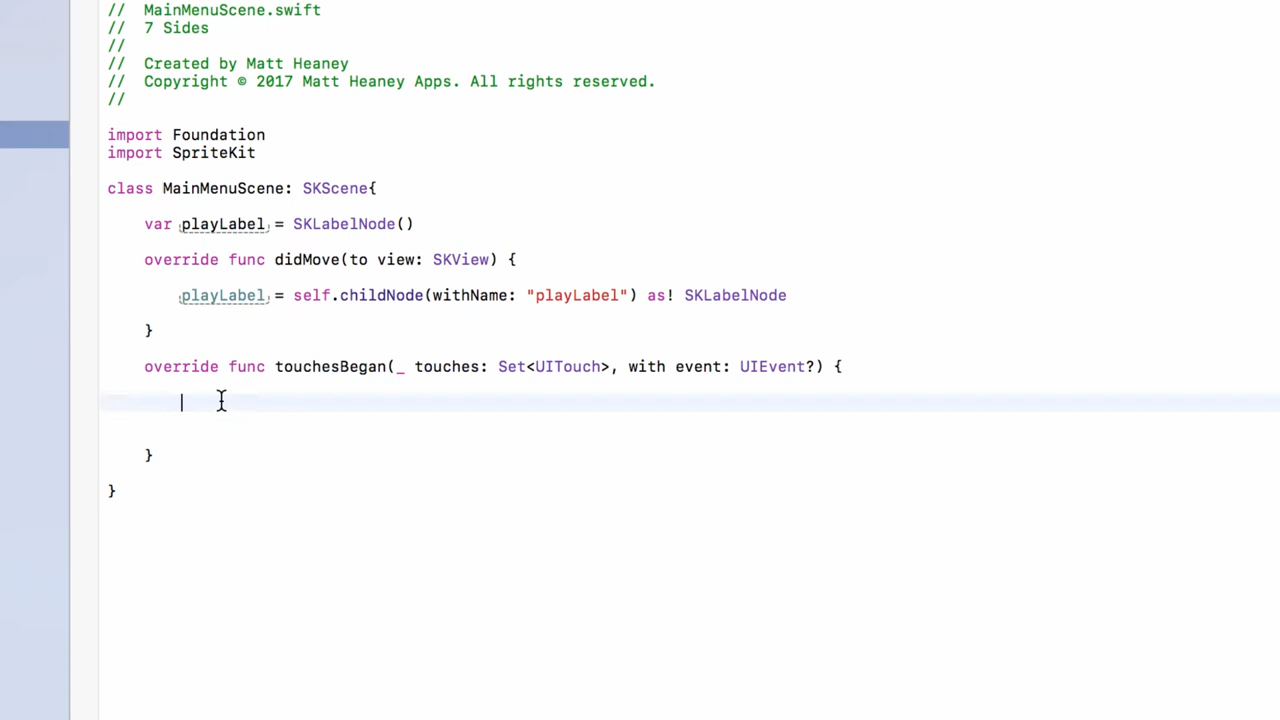 //  MainMenuScene.swift
//  7 Sides
//
//  Created by Matt Heaney
//  Copyright © 2017 Matt Heaney Apps. All rights reserved.
//
import Foundation
import SpriteKit
class MainMenuScene: SKScene{
var playLabel = SKLabelNode()
override func didMove(to view: SKView) {
playLabel = self.childNode(withName: "playLabel") as! SKLabelNode
}
override func touchesBegan(_ touches: Set<UITouch>, with event: UIEvent?) {
}
}